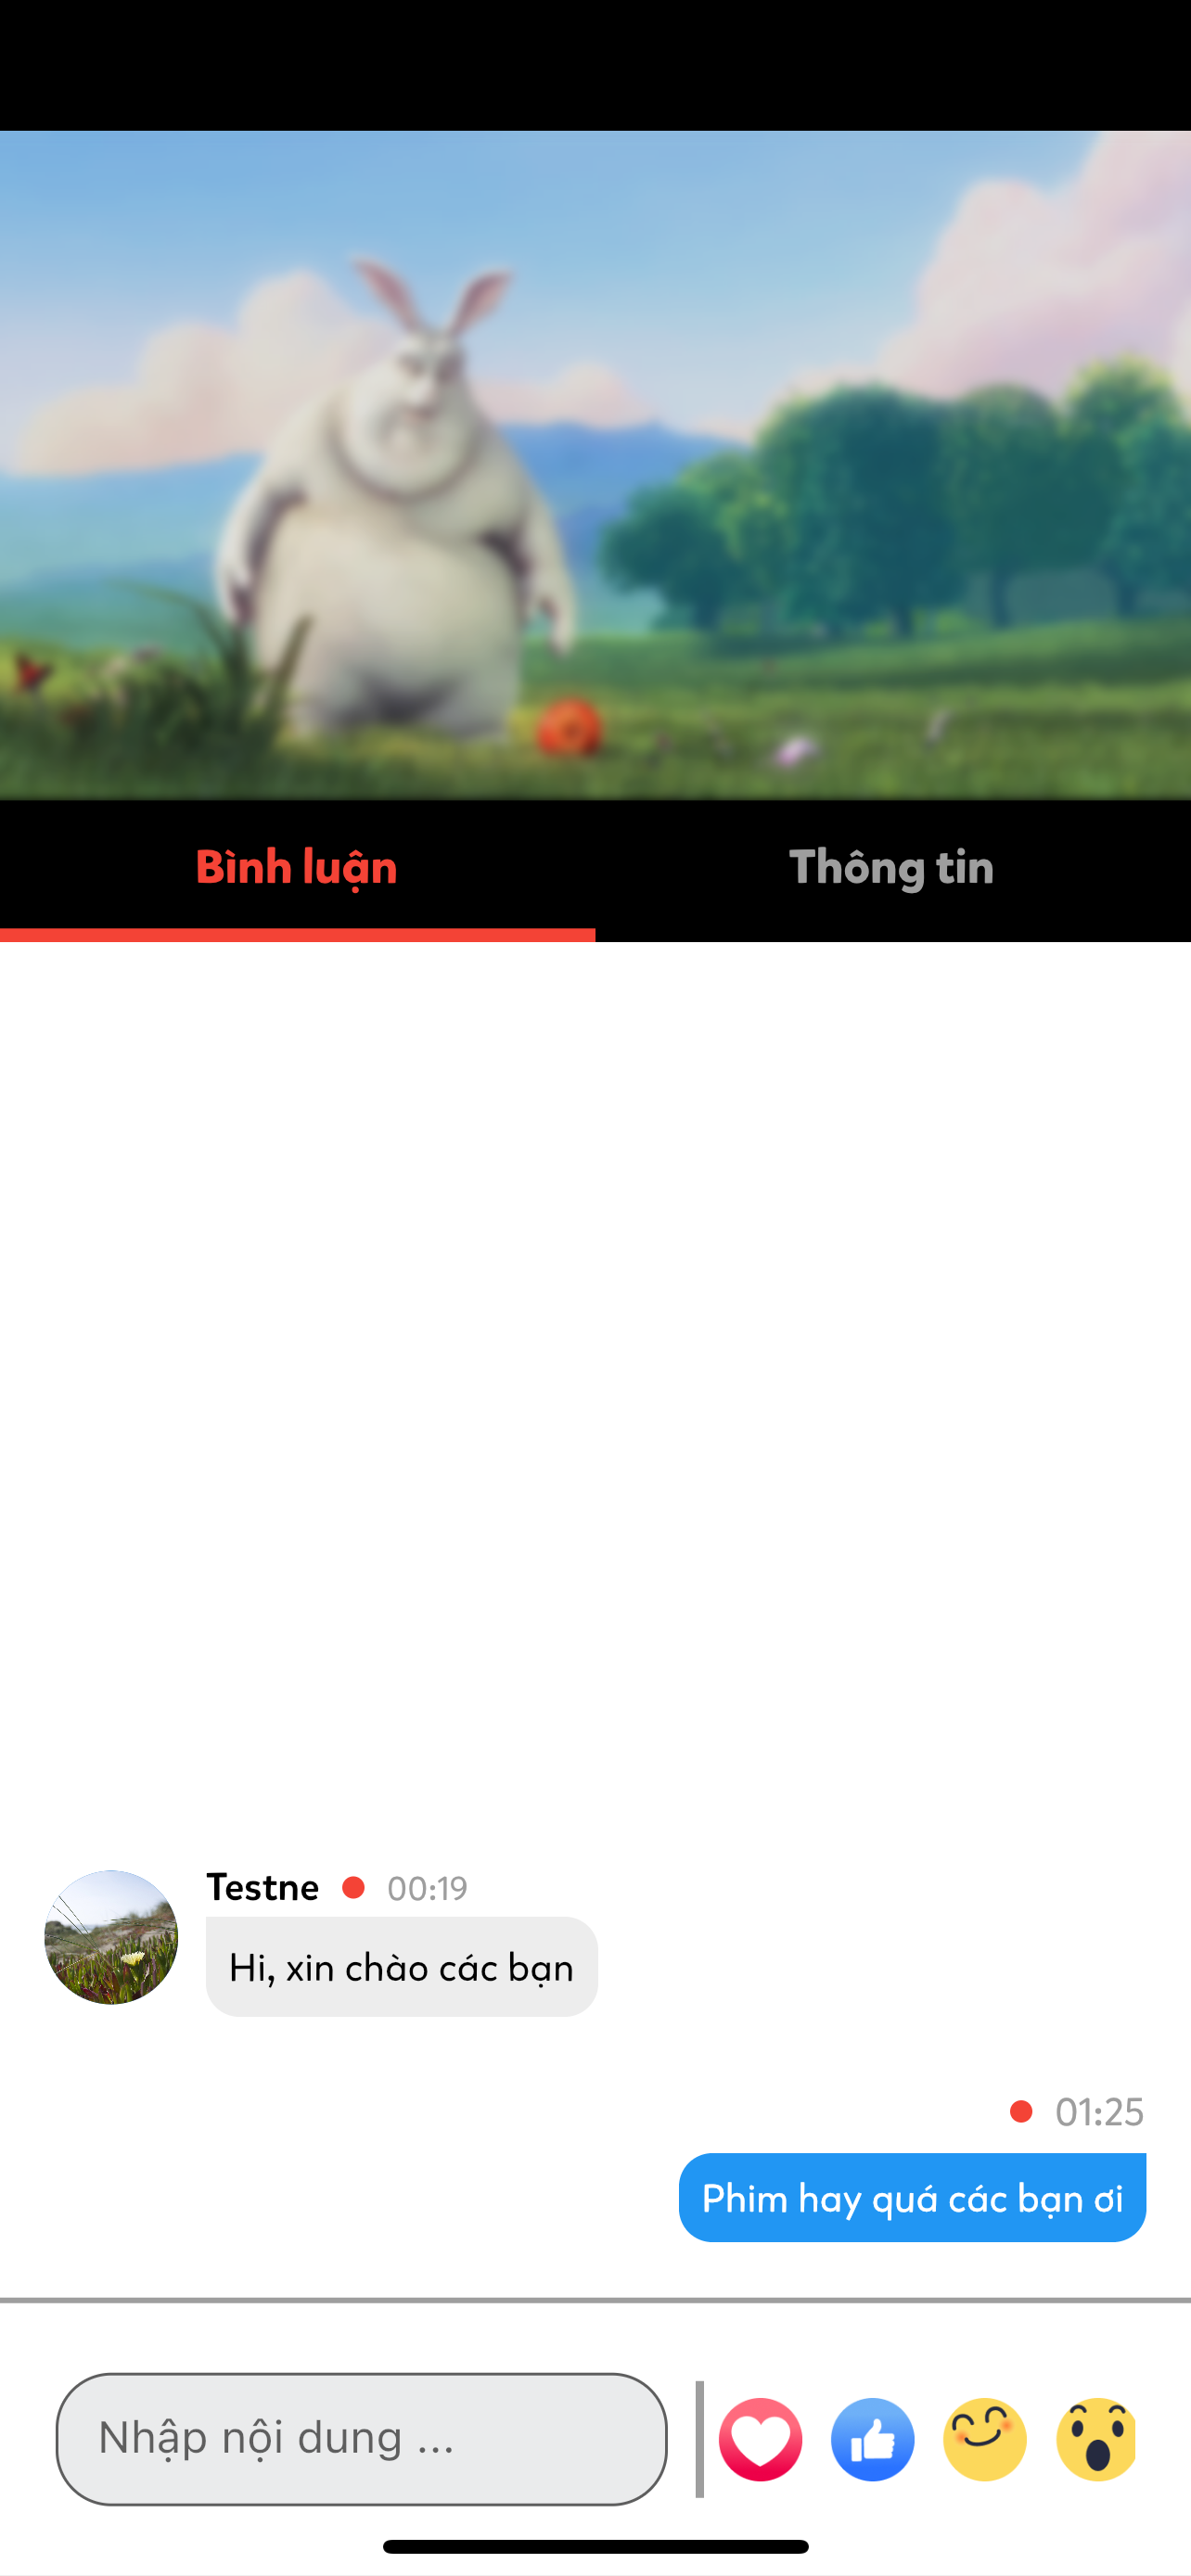 Bình luận
Thông tin
Testne 00:19
Hi, xin chào các bạn
01:25
Phim hay quá các bạn ơi
Nhập nội dung ...